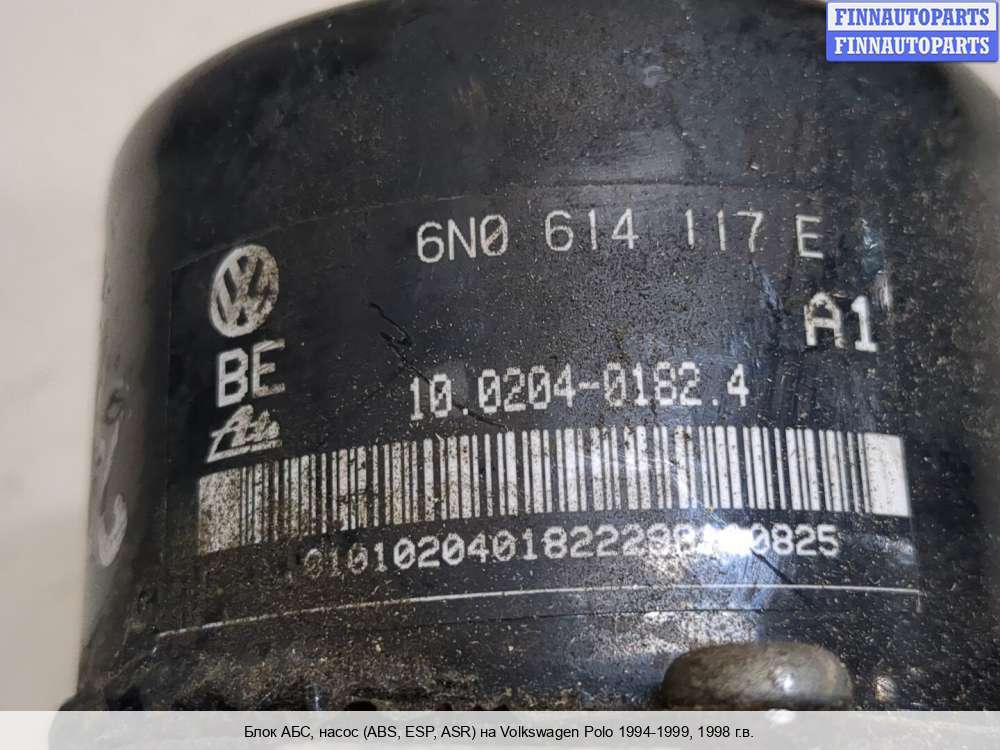 FINNAUTOPARTS
FINNAUTOPARTS
6N0 614 117 E
A1
BE
10.0204-0182.4
Ate
Блок АБС, насос (ABS, ESP, ASR) на Volkswagen Polo 1994-1999, 1998 г.в.